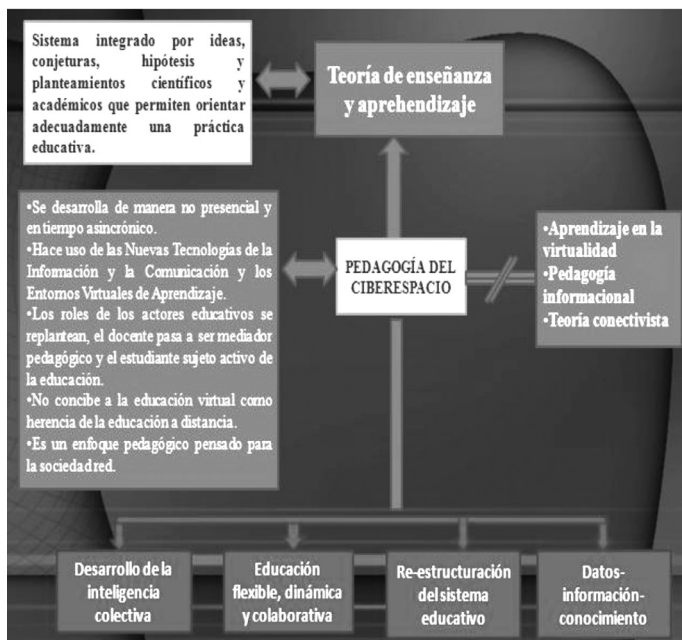 Sistema integrado por ideas,
conjeturas, hipótesis y
planteamientos científicos y
académicos que permiten orientar
adecuadamente una práctica
educativa.
Teoría de enseñanza
y aprehendizaje
•Se desarrolla de manera no presencial y
en tiempo asincrónico.
•Hace uso de las Nuevas Tecnologías de la
Información y la Comunicación y los
Entornos Virtuales de Aprendizaje.
•Los roles de los actores educativos se
replantean, el docente pasa a ser mediador
pedagógico y el estudiante sujeto activo de
la educación.
•No concibe a la educación virtual como
herencia de la educación a distancia.
•Es un enfoque pedagógico pensado para
la sociedad red.
PEDAGOGÍA DEL
CIBERESPACIO
•Aprendizaje en la
virtualidad
•Pedagogía
informacional
•Teoría conectivista
Desarrollo de la
inteligencia
colectiva
Educación
flexible, dinámica
y colaborativa
Re-estructuración
del sistema
educativo
Datos-
información-
conocimiento